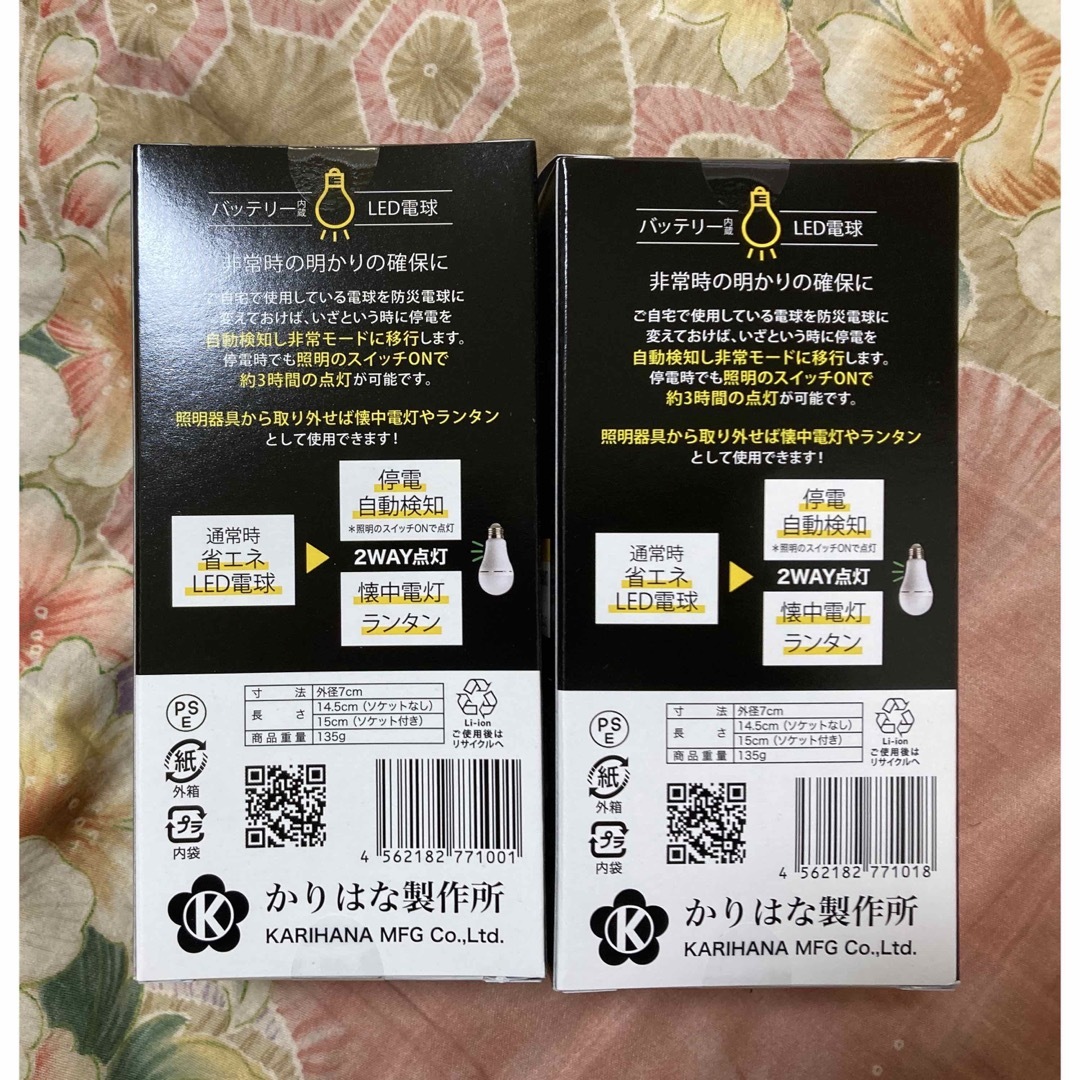 バッテリー内蔵 LED電球
非常時の明かりの確保に
ご自宅で使用している電球を防災電球に
変えておけば、いざという時に停電を
自動検知し非常モードに移行します。
停電時でも照明のスイッチONで
約3時間の点灯が可能です。
照明器具から取り外せば懐中電灯やランタン
として使用できます!
通常時
省エネ
LED電球
停電
自動検知
*照明のスイッチONで点灯
2WAY点灯
懐中電灯
ランタン
PS
E
紙
外箱
プラ
内袋
寸法 外径7cm
長さ 14.5cm(ソケットなし)
15cm(ソケット付き)
商品重量 135g
Li-ion
ご使用後は
リサイクルへ
4 562182 771001
K
かりはな製作所
KARIHANA MFG Co.,Ltd.
バッテリー内蔵 LED電球
非常時の明かりの確保に
ご自宅で使用している電球を防災電球に
変えておけば、いざという時に停電を
自動検知し非常モードに移行します。
停電時でも照明のスイッチONで
約3時間の点灯が可能です。
照明器具から取り外せば懐中電灯やランタン
として使用できます!
通常時
省エネ
LED電球
停電
自動検知
*照明のスイッチONで点灯
2WAY点灯
懐中電灯
ランタン
PS
E
紙
外箱
プラ
内袋
寸法 外径7cm
長さ 14.5cm(ソケットなし)
15cm(ソケット付き)
商品重量 135g
Li-ion
ご使用後は
リサイクルへ
4 562182 771018
K
かりはな製作所
KARIHANA MFG Co.,Ltd.